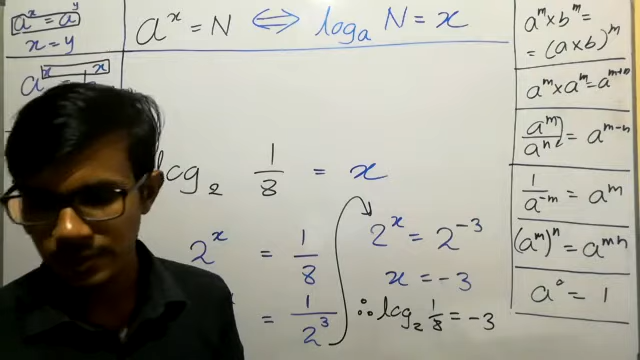 a^x = a^y
x = y
a^x = N ⟺ log_a N = x
a^x
x
log_2 1/8 = x
2^x = 1/8
= 1/2^3
2^x = 2^-3
x = -3
∴ log_2 1/8 = -3
a^m × b^m =
= (a × b)^m
a^m × a^n = a^m+n
a^m/a^n = a^m-n
1/a^-m = a^m
(a^m)^n = a^mn
a^0 = 1